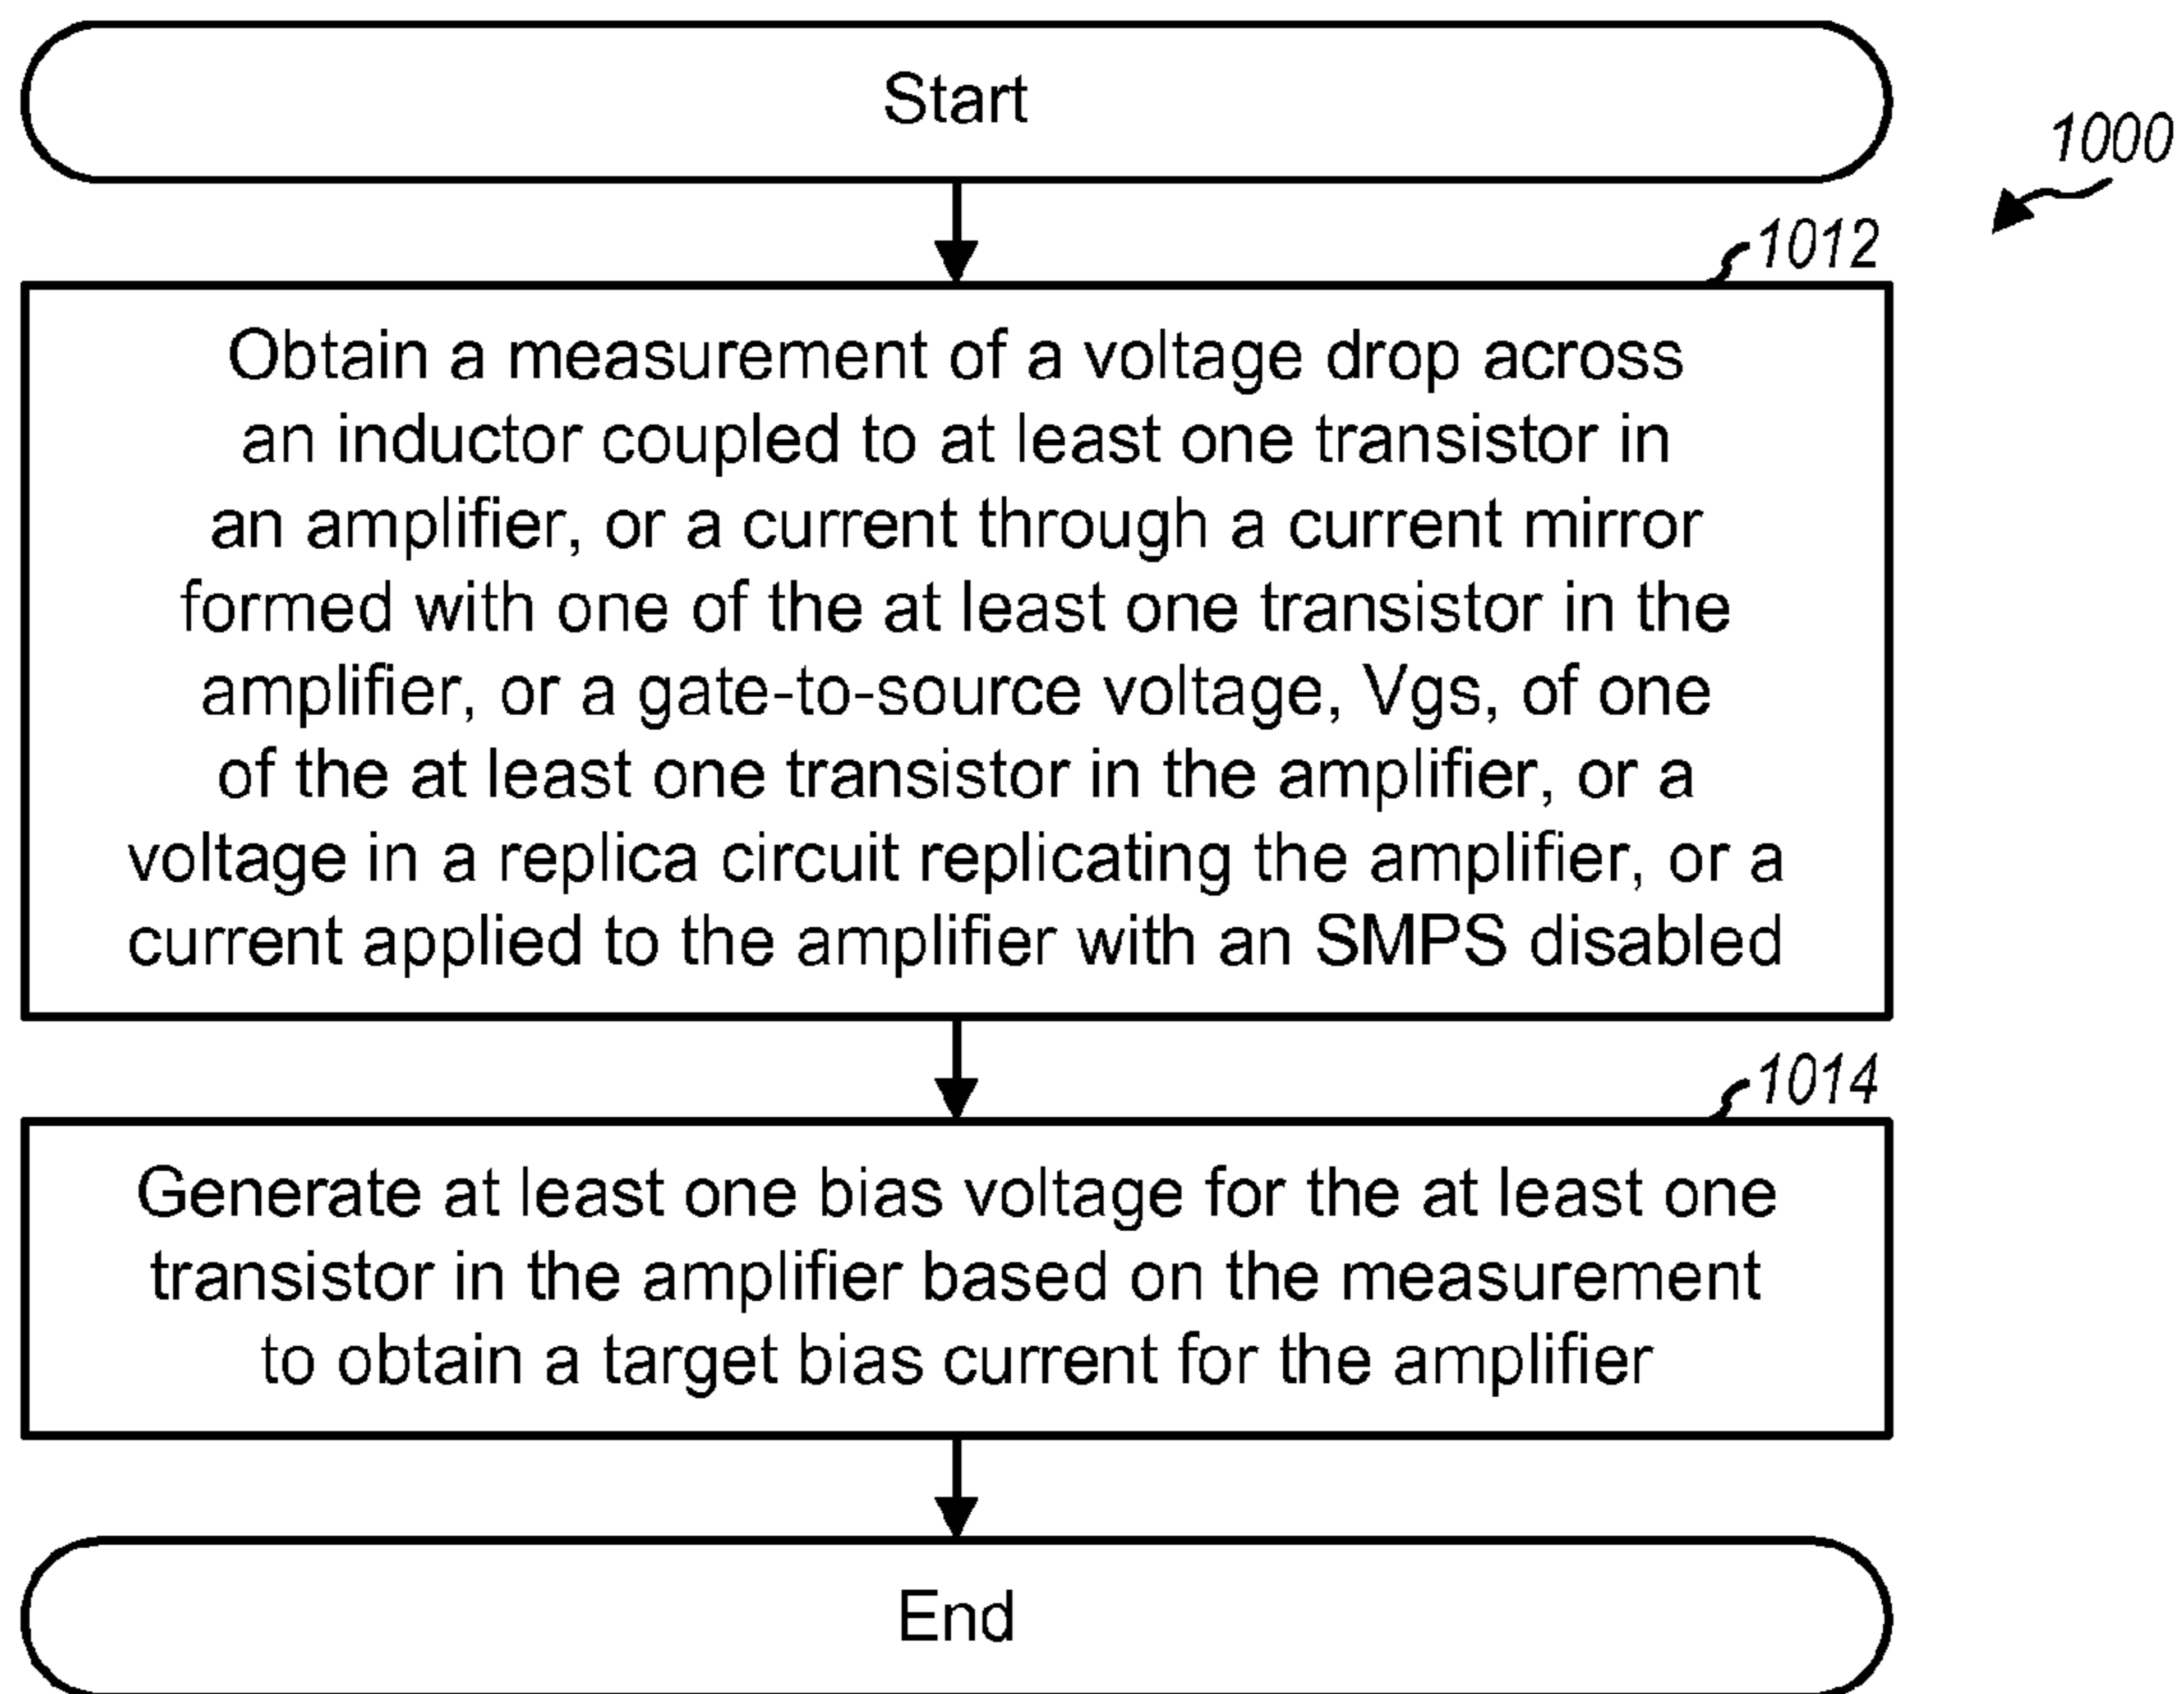 Start
1000
1012
Obtain a measurement of a voltage drop across
an inductor coupled to at least one transistor in
an amplifier, or a current through a current mirror
formed with one of the at least one transistor in the
amplifier, or a gate-to-source voltage, Vgs, of one
of the at least one transistor in the amplifier, or a
voltage in a replica circuit replicating the amplifier, or a
current applied to the amplifier with an SMPS disabled
1014
Generate at least one bias voltage for the at least one
transistor in the amplifier based on the measurement
to obtain a target bias current for the amplifier
End